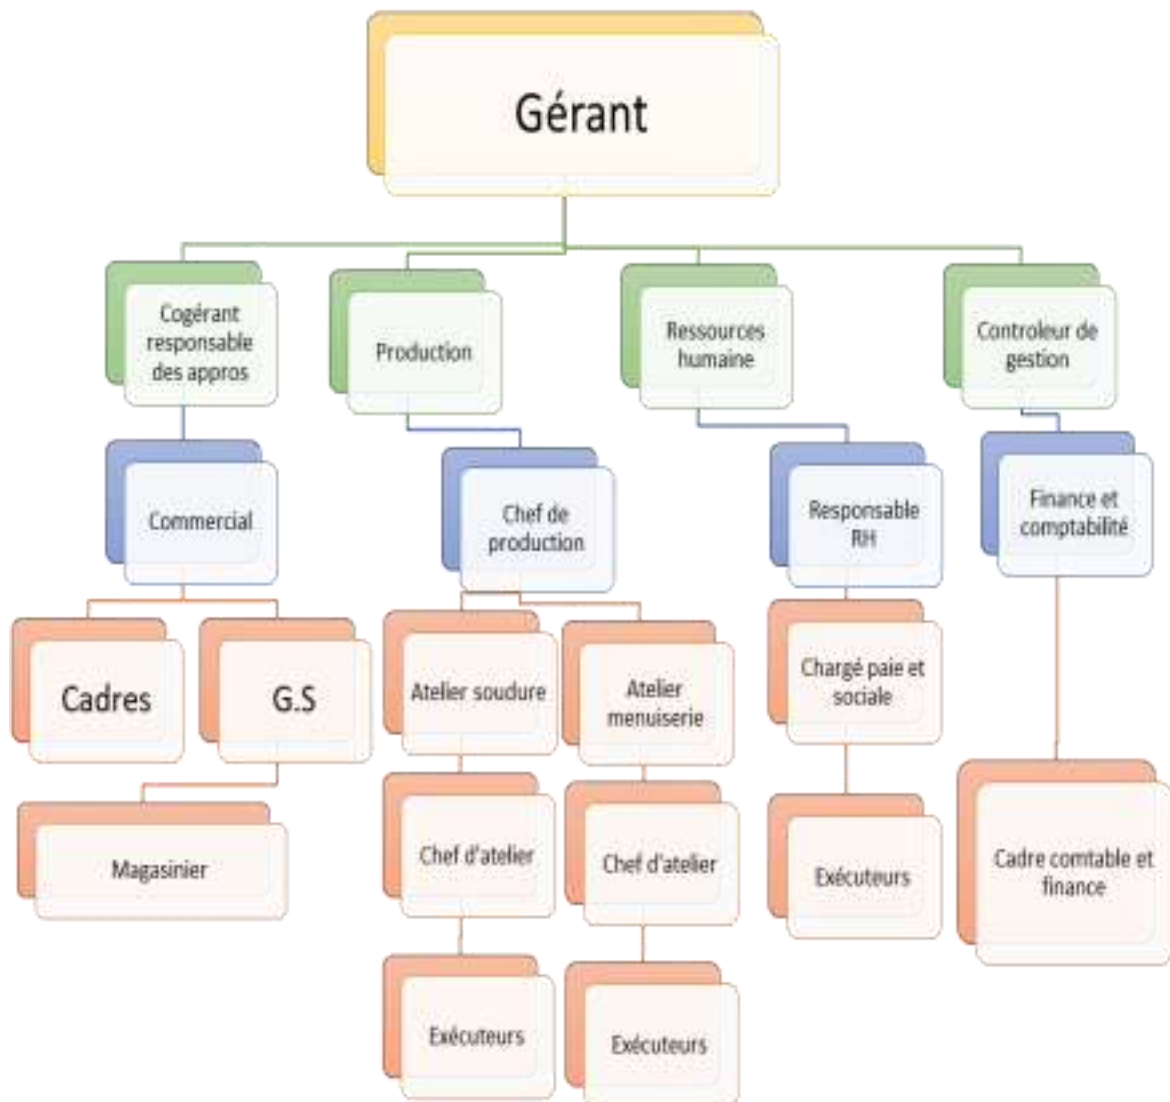 Gérant
Cogérant
responsable
des appros
Production
Ressources
humaine
Controleur de
gestion
Commercial
Chef de
production
Responsable
RH
Finance et
comptabilité
Cadres
G.S
Atelier soudure
Atelier
menuiserie
Chargé paie et
sociale
Magasinier
Chef d'atelier
Chef d'atelier
Exécuteurs
Cadre comtable et
finance
Exécuteurs
Exécuteurs